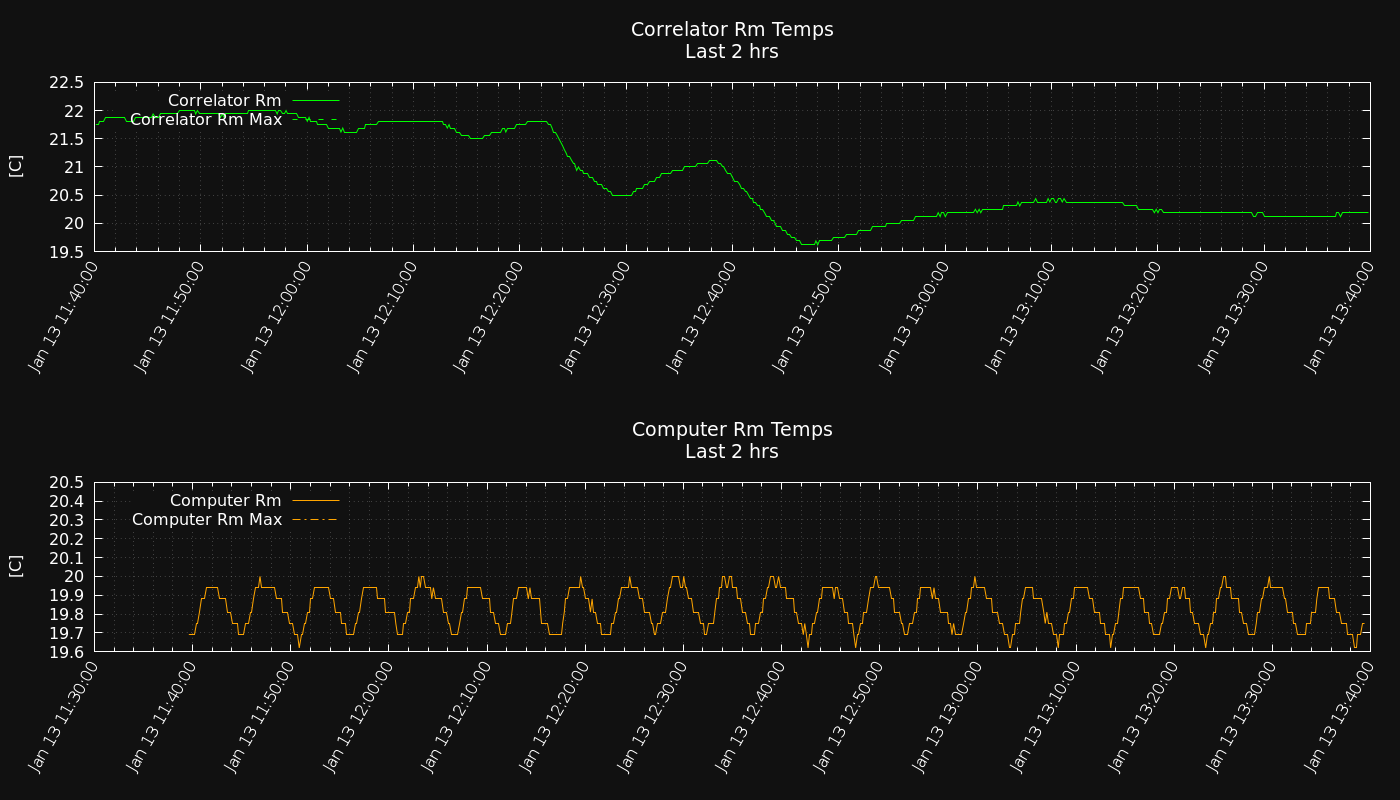 Correlator Rm Temps
Last 2 hrs
22.5
22
21.5
21
20.5
20
19.5
[C]
Correlator Rm
Correlator Rm Max
Jan 13 11:40:00
Jan 13 11:50:00
Jan 13 12:00:00
Jan 13 12:10:00
Jan 13 12:20:00
Jan 13 12:30:00
Jan 13 12:40:00
Jan 13 12:50:00
Jan 13 13:00:00
Jan 13 13:10:00
Jan 13 13:20:00
Jan 13 13:30:00
Jan 13 13:40:00
Computer Rm Temps
Last 2 hrs
20.5
20.4
20.3
20.2
20.1
20
19.9
19.8
19.7
19.6
[C]
Computer Rm
Computer Rm Max
Jan 13 11:30:00
Jan 13 11:40:00
Jan 13 11:50:00
Jan 13 12:00:00
Jan 13 12:10:00
Jan 13 12:20:00
Jan 13 12:30:00
Jan 13 12:40:00
Jan 13 12:50:00
Jan 13 13:00:00
Jan 13 13:10:00
Jan 13 13:20:00
Jan 13 13:30:00
Jan 13 13:40:00